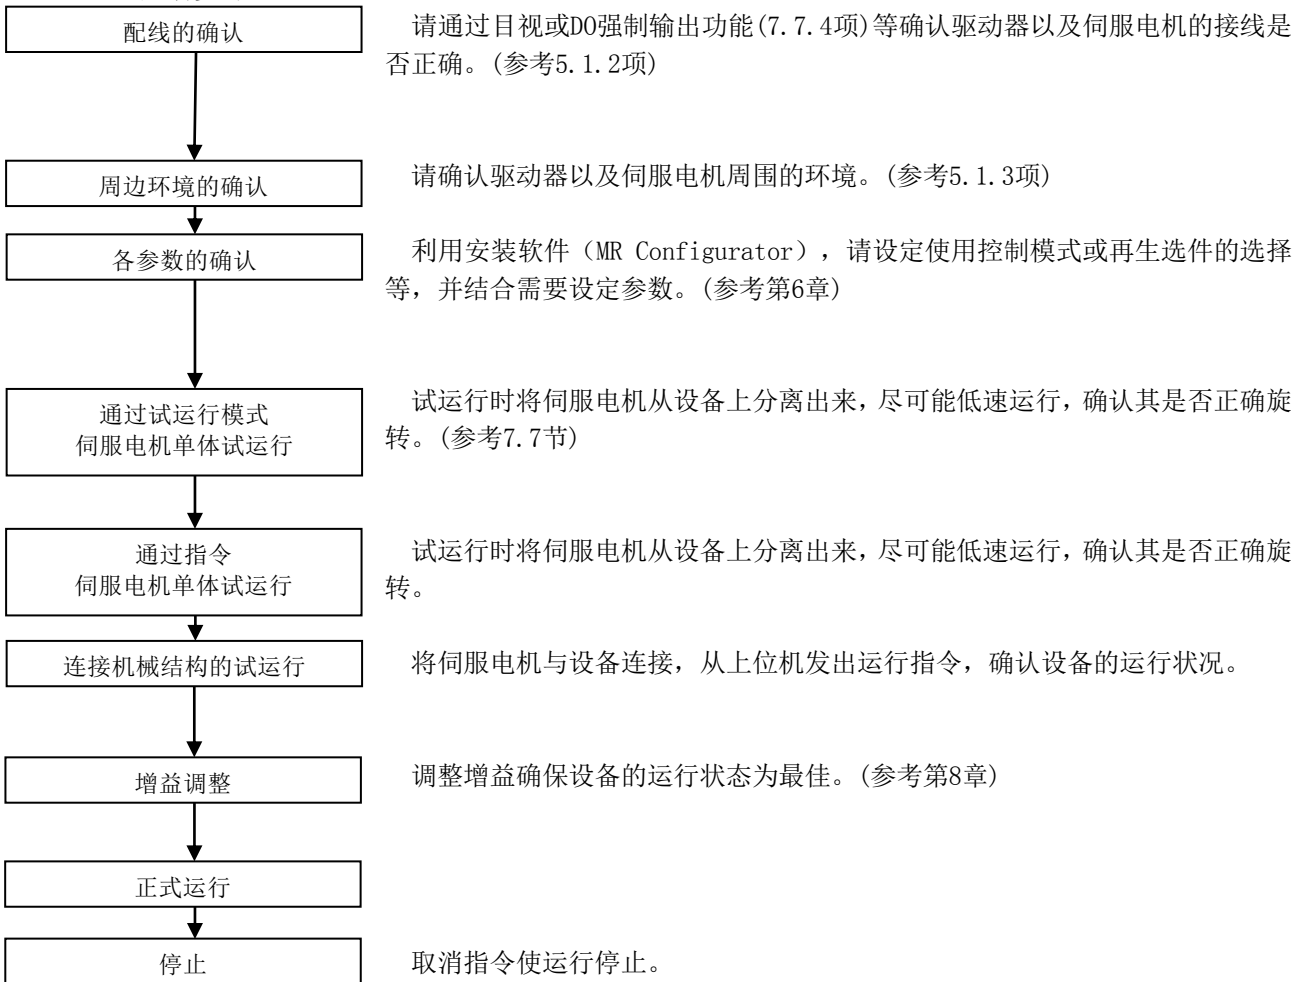 配线的确认
请通过目视或DO强制输出功能(7.7.4项)等确认驱动器以及伺服电机的接线是
否正确。(参考5.1.2项)
周边环境的确认
请确认驱动器以及伺服电机周围的环境。(参考5.1.3项)
各参数的确认
利用安装软件（MR Configurator），请设定使用控制模式或再生选件的选择
等，并结合需要设定参数。(参考第6章)
通过试运行模式
伺服电机单体试运行
试运行时将伺服电机从设备上分离出来,尽可能低速运行,确认其是否正确旋
转。(参考7.7节)
通过指令
伺服电机单体试运行
试运行时将伺服电机从设备上分离出来,尽可能低速运行,确认其是否正确旋
转。
连接机械结构的试运行
将伺服电机与设备连接，从上位机发出运行指令，确认设备的运行状况。
增益调整
调整增益确保设备的运行状态为最佳。(参考第8章)
正式运行
停止
取消指令使运行停止。